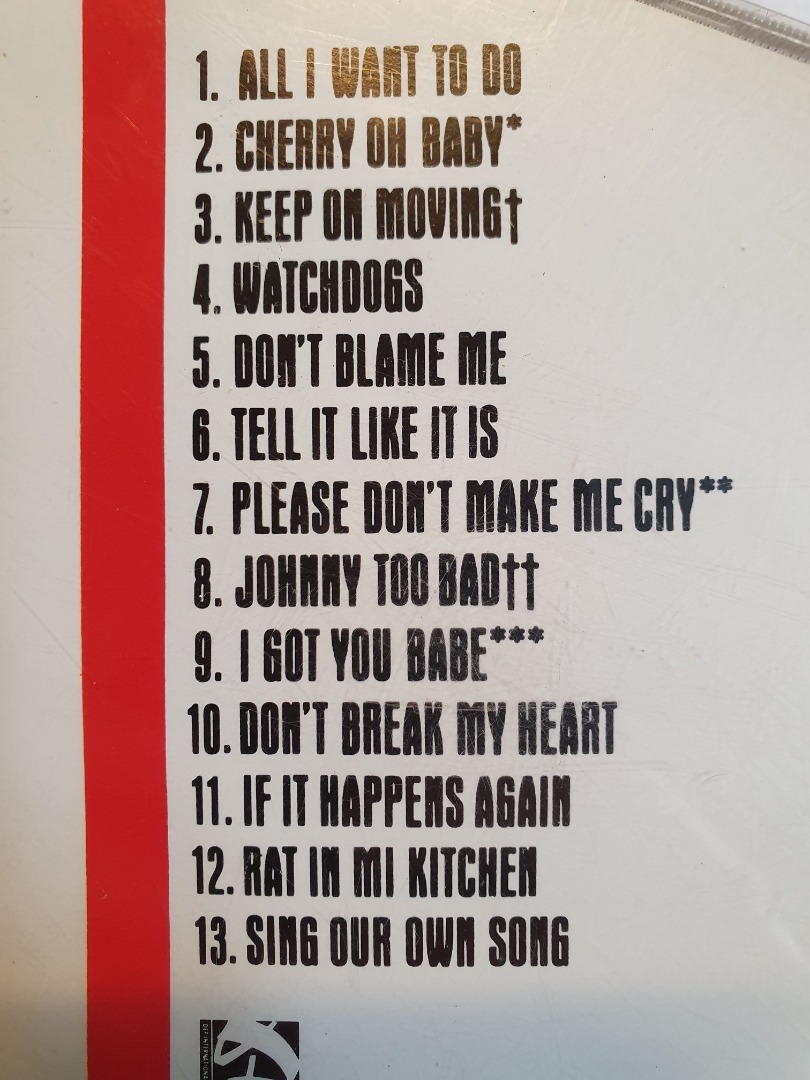 1. ALL I WANT TO DO
2. CHERRY OH BABY*
3. KEEP ON MOVING†
4. WATCHDOGS
5. DON'T BLAME ME
6. TELL IT LIKE IT IS
7. PLEASE DON'T MAKE ME CRY**
8. JOHNNY TOO BAD††
9. I GOT YOU BABE***
10. DON'T BREAK MY HEART
11. IF IT HAPPENS AGAIN
12. RAT IN MI KITCHEN
13. SING OUR OWN SONG